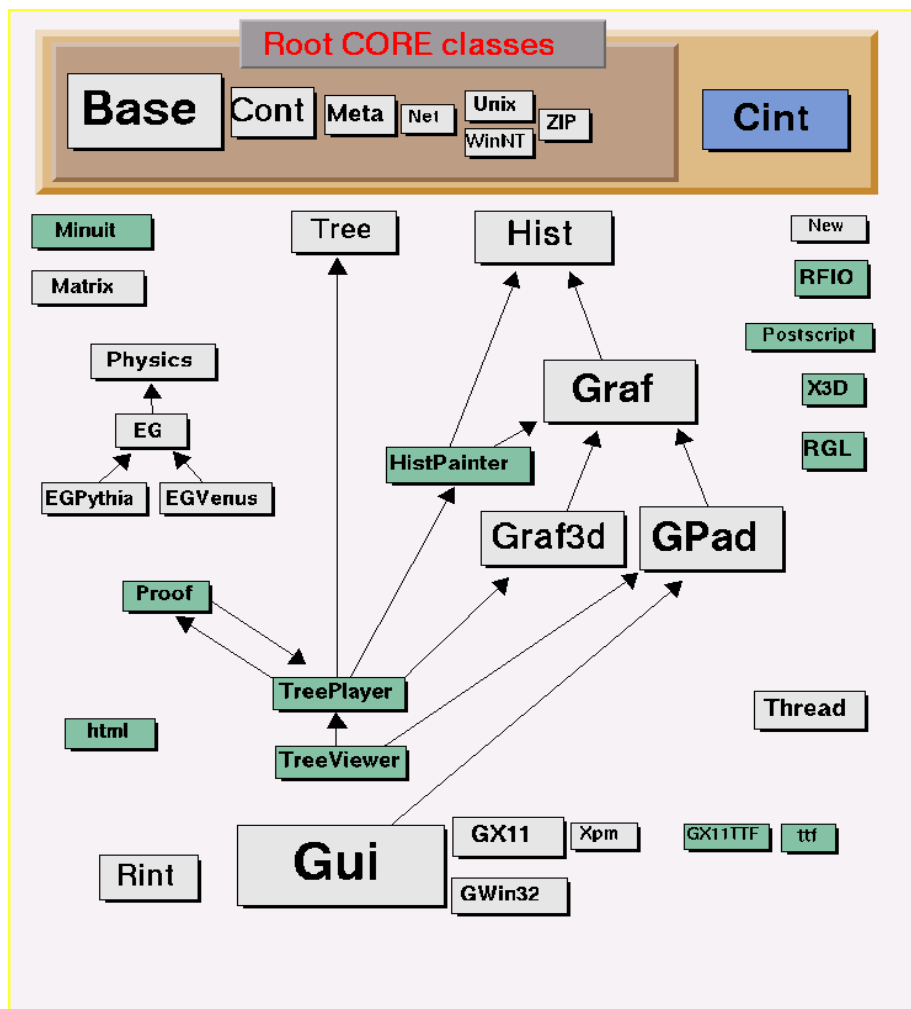 Root CORE classes
Base
Cont
Meta
Net
Unix
WinNT
ZIP
Cint
Minuit
Tree
Hist
New
Matrix
RFIO
Postscript
Physics
Graf
X3D
EG
HistPainter
RGL
EGPythia
EGVenus
Graf3d
GPad
Proof
TreePlayer
Thread
html
TreeViewer
Gui
GX11
Xpm
GX11TTF
ttf
Rint
GWin32